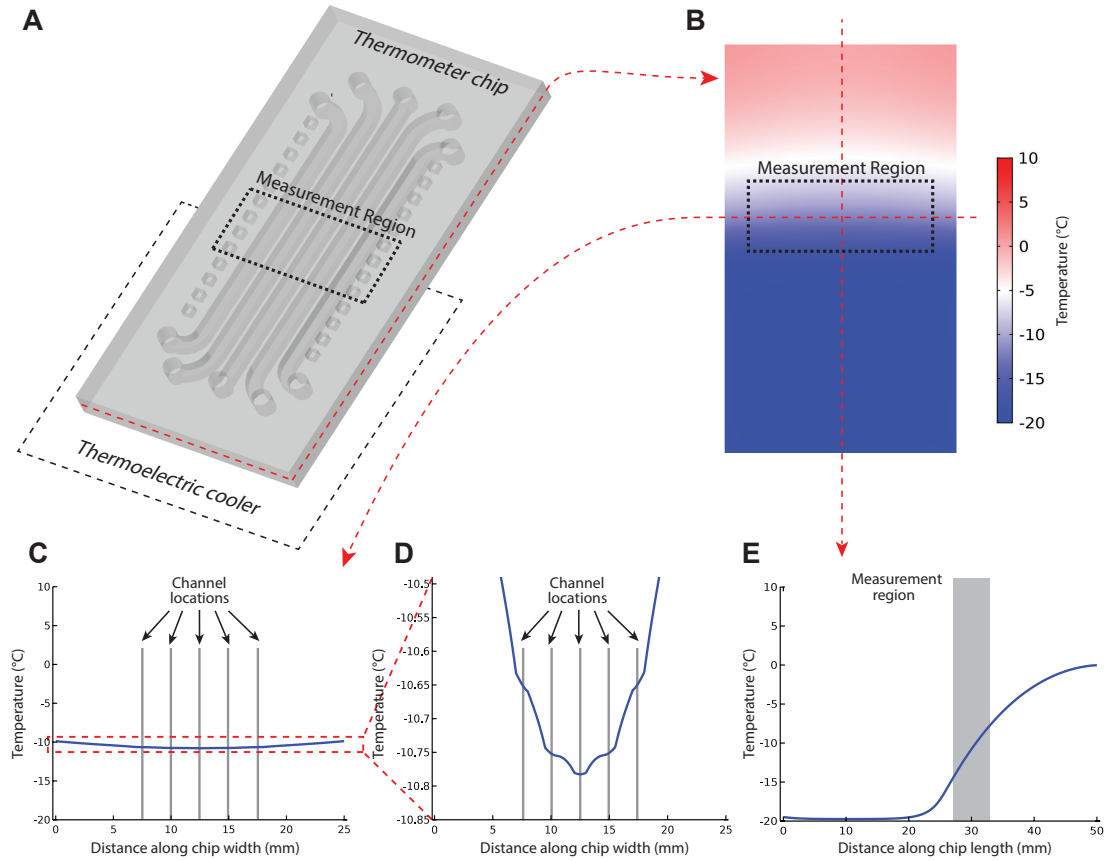 A
Thermometer chip
Measurement Region
Thermoelectric cooler
B
Measurement Region
10
5
0
-5
-10
-15
-20
Temperature (°C)
C
Channel
locations
10
5
0
-5
-10
-15
-20
Temperature (°C)
0
5
10
15
20
25
Distance along chip width (mm)
D
Channel
locations
-10.5
-10.55
-10.6
-10.65
-10.7
-10.75
-10.8
-10.85
Temperature (°C)
0
5
10
15
20
25
Distance along chip width (mm)
E
Measurement
region
10
5
0
-5
-10
-15
-20
Temperature (°C)
0
10
20
30
40
50
Distance along chip length (mm)